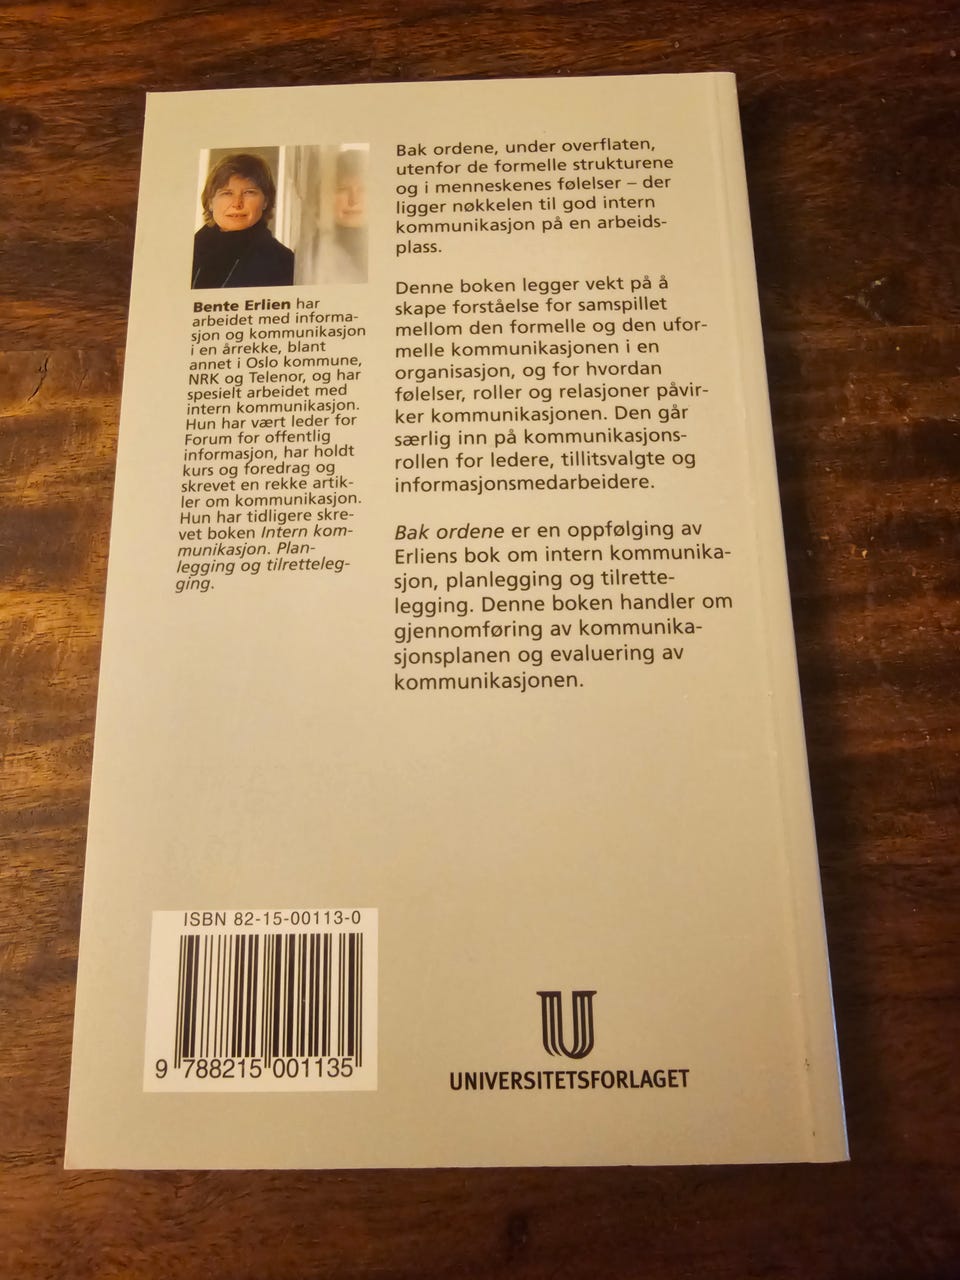 Bente Erlien har
arbeidet med informa-
sjon og kommunikasjon
i en årrekke, blant
annet i Oslo kommune,
NRK og Telenor, og har
spesielt arbeidet med
intern kommunikasjon.
Hun har vært leder for
Forum for offentlig
informasjon, har holdt
kurs og foredrag og
skrevet en rekke artik-
ler om kommunikasjon.
Hun har tidligere skre-
vet boken Intern kom-
munikasjon. Plan-
legging og tilrettelegg-
ging.
Bak ordene, under overflaten,
utenfor de formelle strukturene
og i menneskenes følelser – der
ligger nøkkelen til god intern
kommunikasjon på en arbeids-
plass.
Denne boken legger vekt på å
skape forståelse for samspillet
mellom den formelle og den ufor-
melle kommunikasjonen i en
organisasjon, og for hvordan
følelser, roller og relasjoner påvir-
ker kommunikasjonen. Den går
særlig inn på kommunikasjons-
rollen for ledere, tillitsvalgte og
informasjonsmedarbeidere.
Bak ordene er en oppfølging av
Erliens bok om intern kommunika-
sjon, planlegging og tilrette-
legging. Denne boken handler om
gjennomføring av kommunika-
sjonsplanen og evaluering av
kommunikasjonen.
ISBN 82-15-00113-0
9 788215 001135
UNIVERSITETSFORLAGET